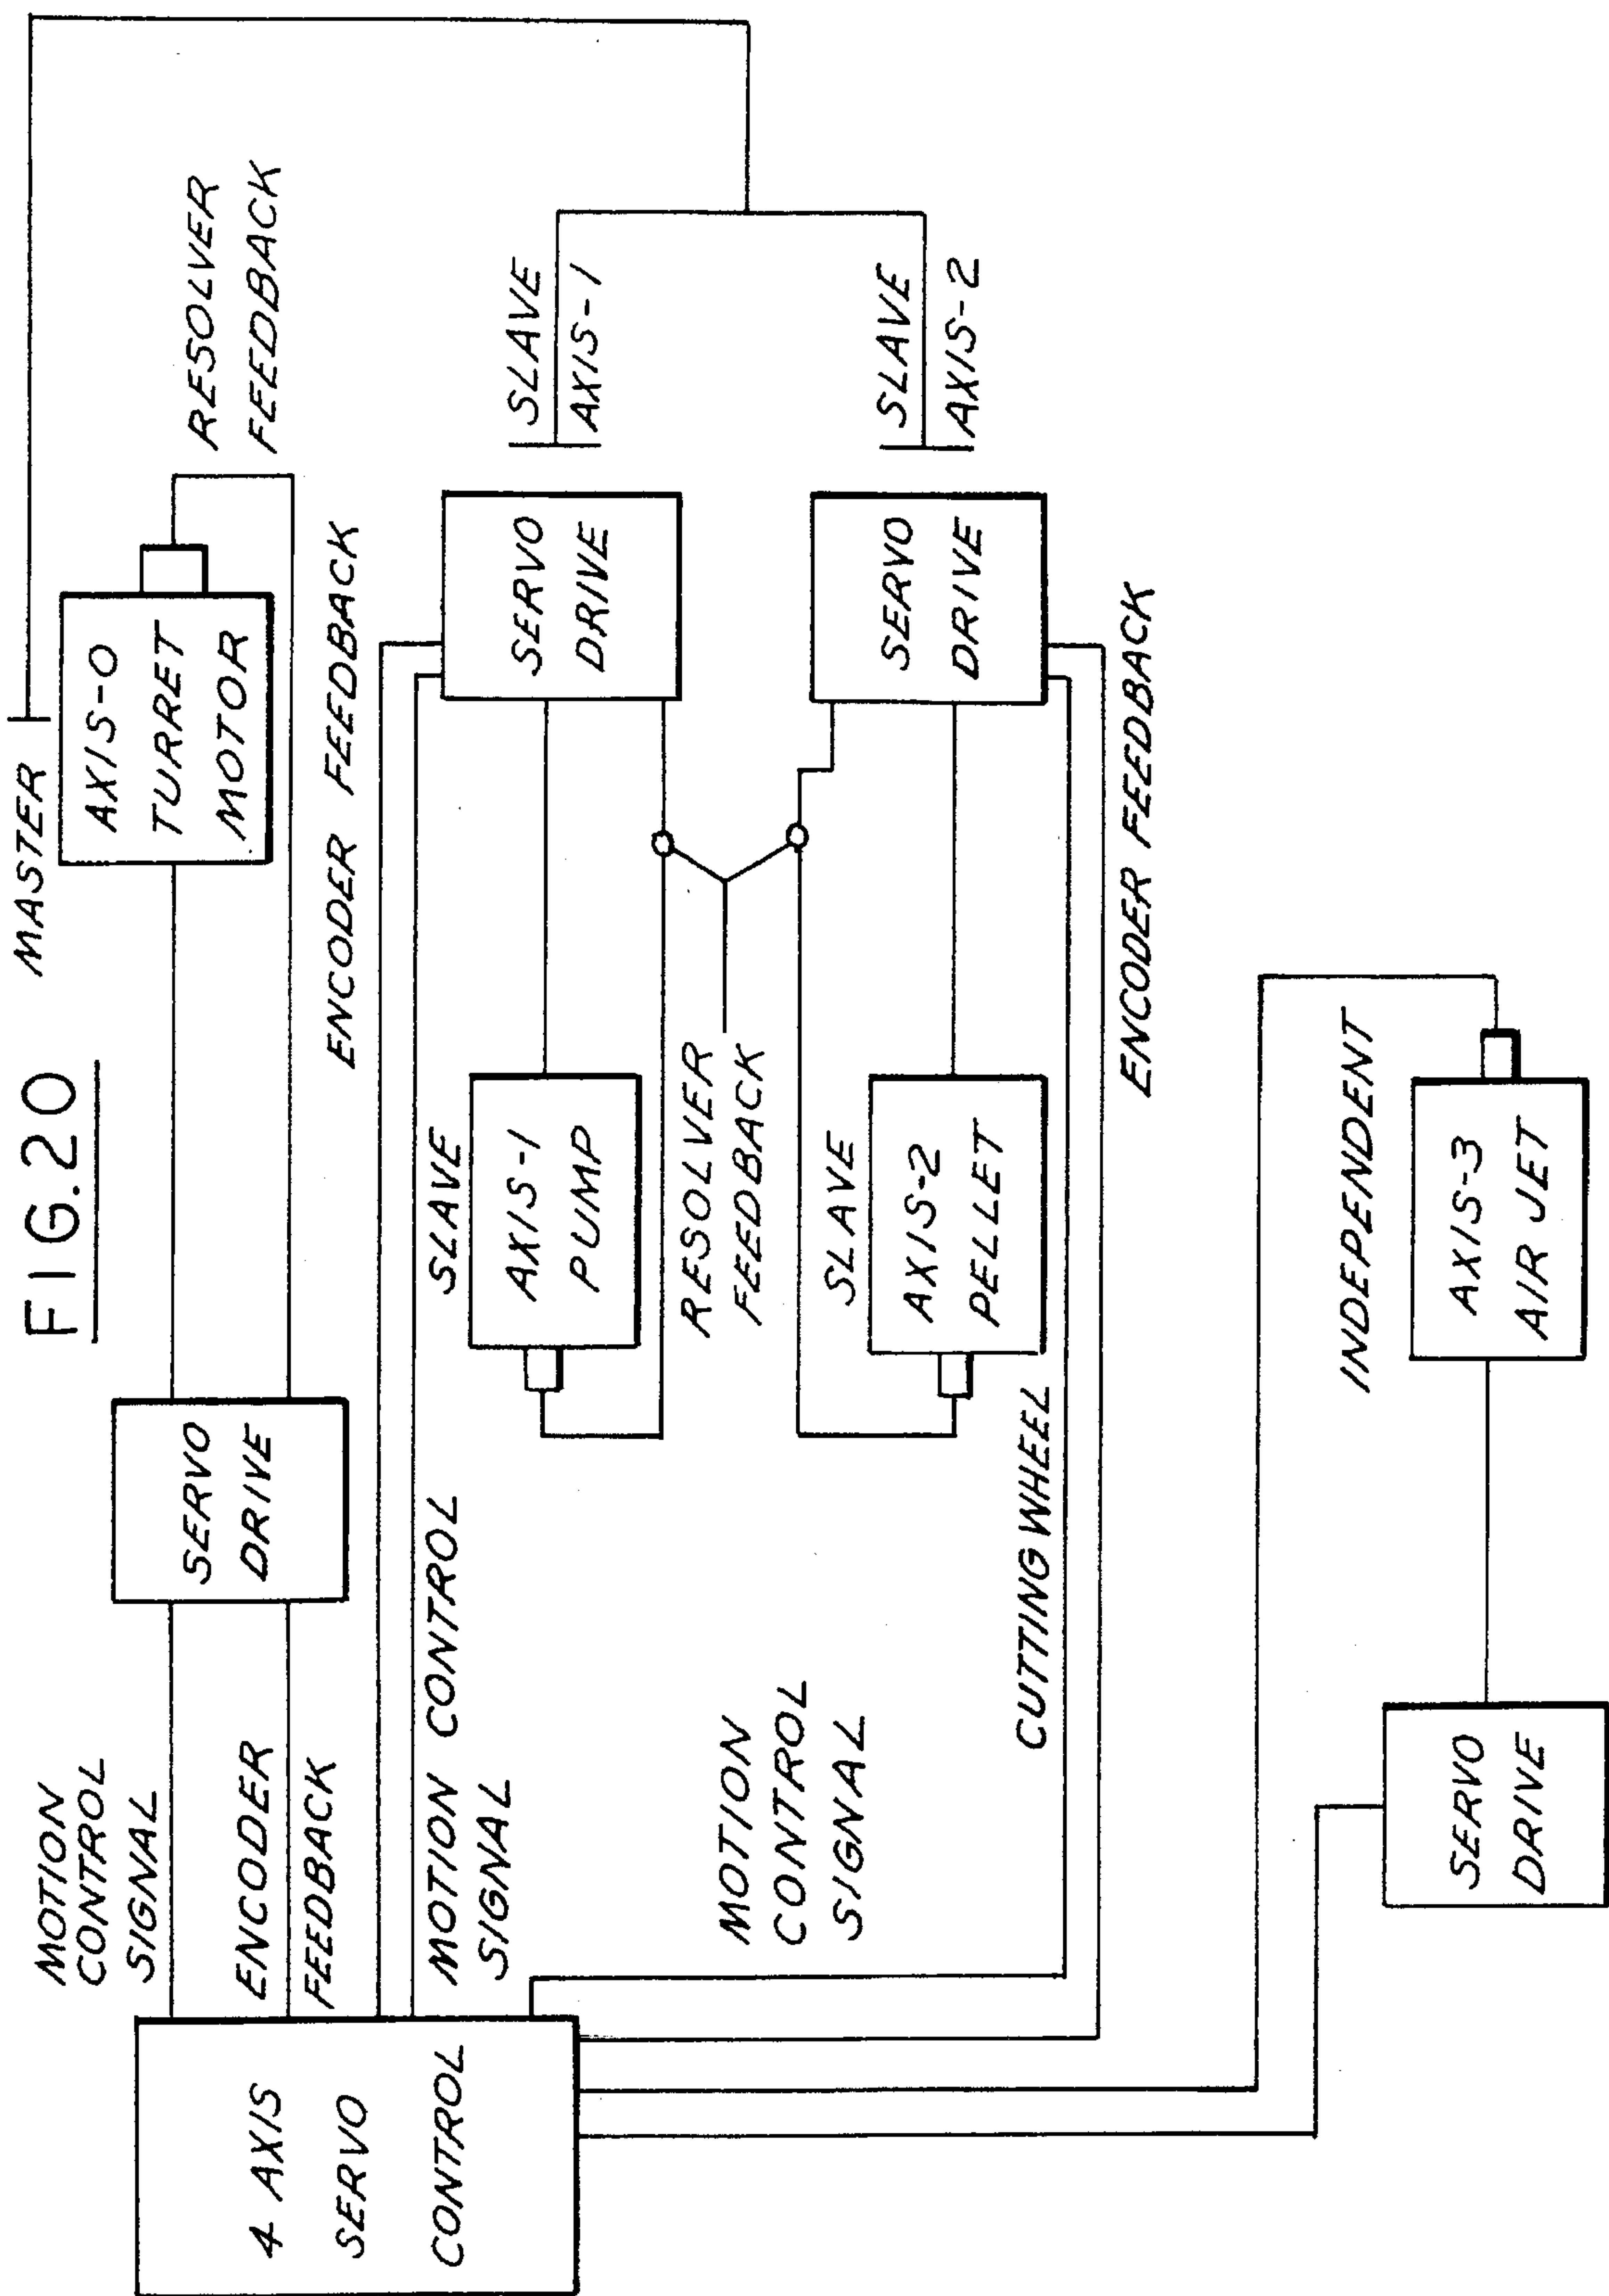 FIG.20
MASTER
MOTION
CONTROL
SIGNAL
ENCODER
FEEDBACK
SERVO
DRIVE
AXIS-0
TURRET
MOTOR
RESOLVER
FEEDBACK
4 AXIS
SERVO
CONTROL
ENCODER FEEDBACK
MOTION CONTROL
SIGNAL
SLAVE
AXIS-1
PUMP
SERVO
DRIVE
SLAVE
AXIS-1
RESOLVER
FEEDBACK
MOTION
CONTROL
SIGNAL
SLAVE
AXIS-2
PELLET
SERVO
DRIVE
SLAVE
AXIS-2
CUTTING WHEEL
ENCODER FEEDBACK
INDEPENDENT
SERVO
DRIVE
AXIS-3
AIR JET